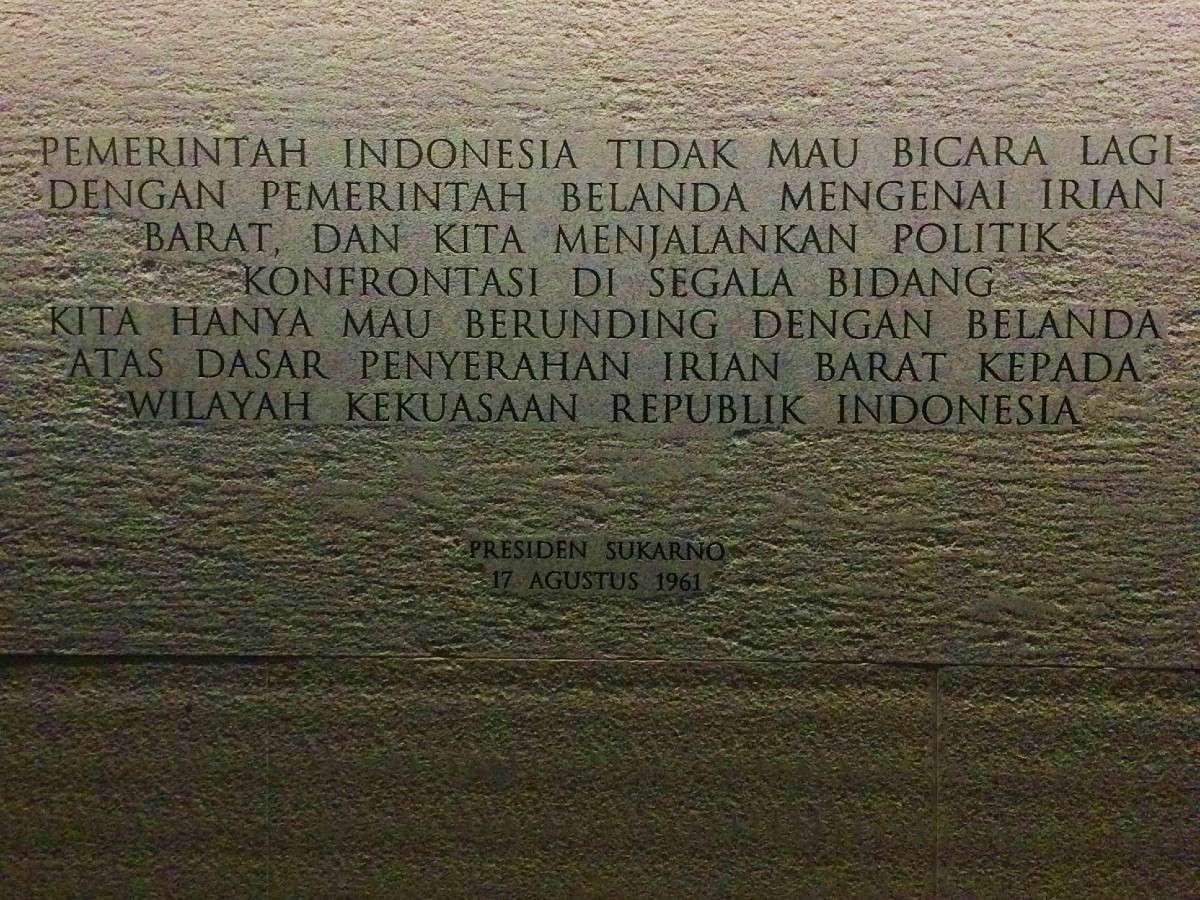 PEMERINTAH INDONESIA TIDAK MAU BICARA LAGI
DENGAN PEMERINTAH BELANDA MENGENAI IRIAN
BARAT, DAN KITA MENJALANKAN POLITIK
KONFRONTASI DI SEGALA BIDANG
KITA HANYA MAU BERUNDING DENGAN BELANDA
ATAS DASAR PENYERAHAN IRIAN BARAT KEPADA
WILAYAH KEKUASAAN REPUBLIK INDONESIA
PRESIDEN SUKARNO
17 AGUSTUS 1961